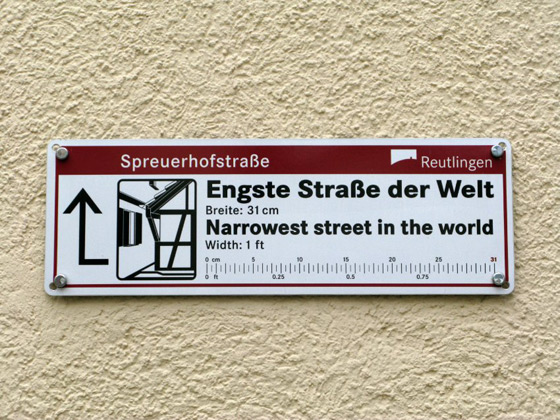 Spreuerhofstraße
Reutlingen
Engste Straße der Welt
Breite: 31 cm
Narrowest street in the world
Width: 1 ft
0 cm 5 10 15 20 25 31
0 ft 0.25 0.5 0.75